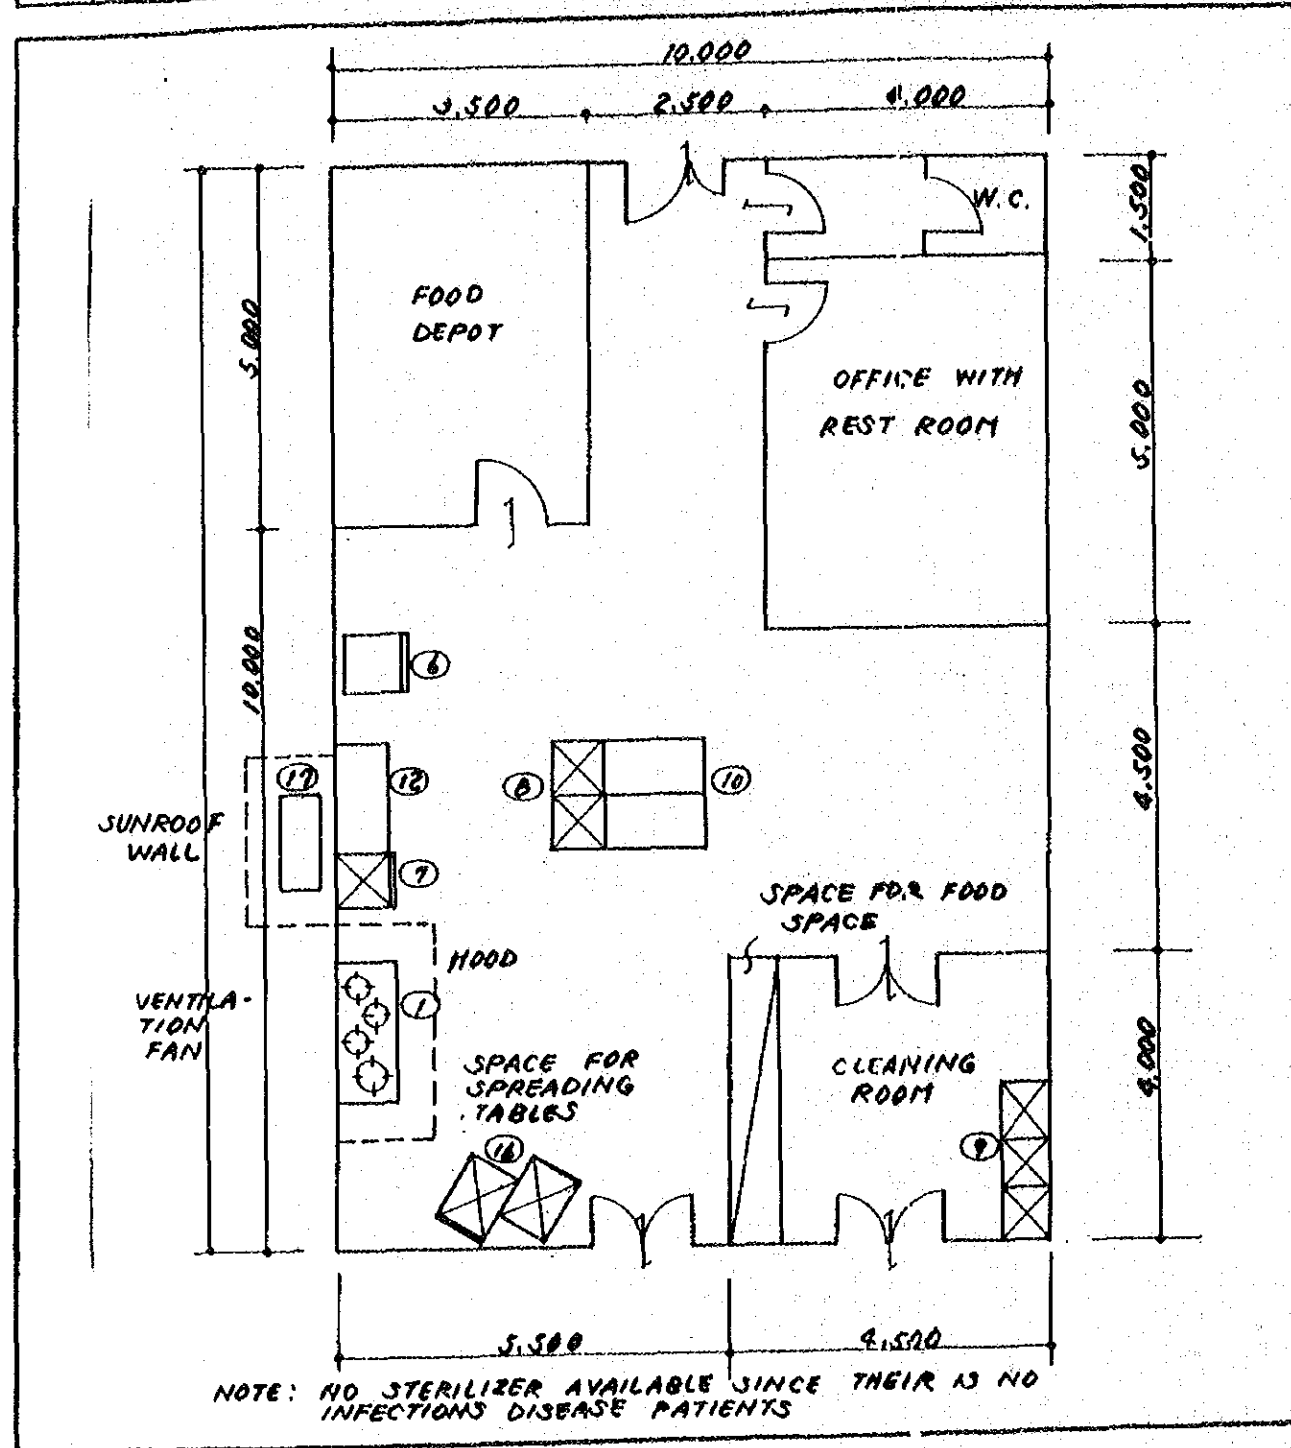 10.000
3.500 2.500 4.000
W.C.
1.500
FOOD
DEPOT
5.000
OFFICE WITH
REST ROOM
5.000
6
10.000
17 12 8 10
4.500
SUNROOF
WALL
7
SPACE FOR FOOD
SPACE
HOOD
VENTILA-
TION
FAN
1
SPACE FOR
SPREADING
TABLES
CLEANING
ROOM
4.000
16
9
5.500 4.500
NOTE: NO STERILIZER AVAILABLE SINCE THEIR IS NO
INFECTIONS DISEASE PATIENTS